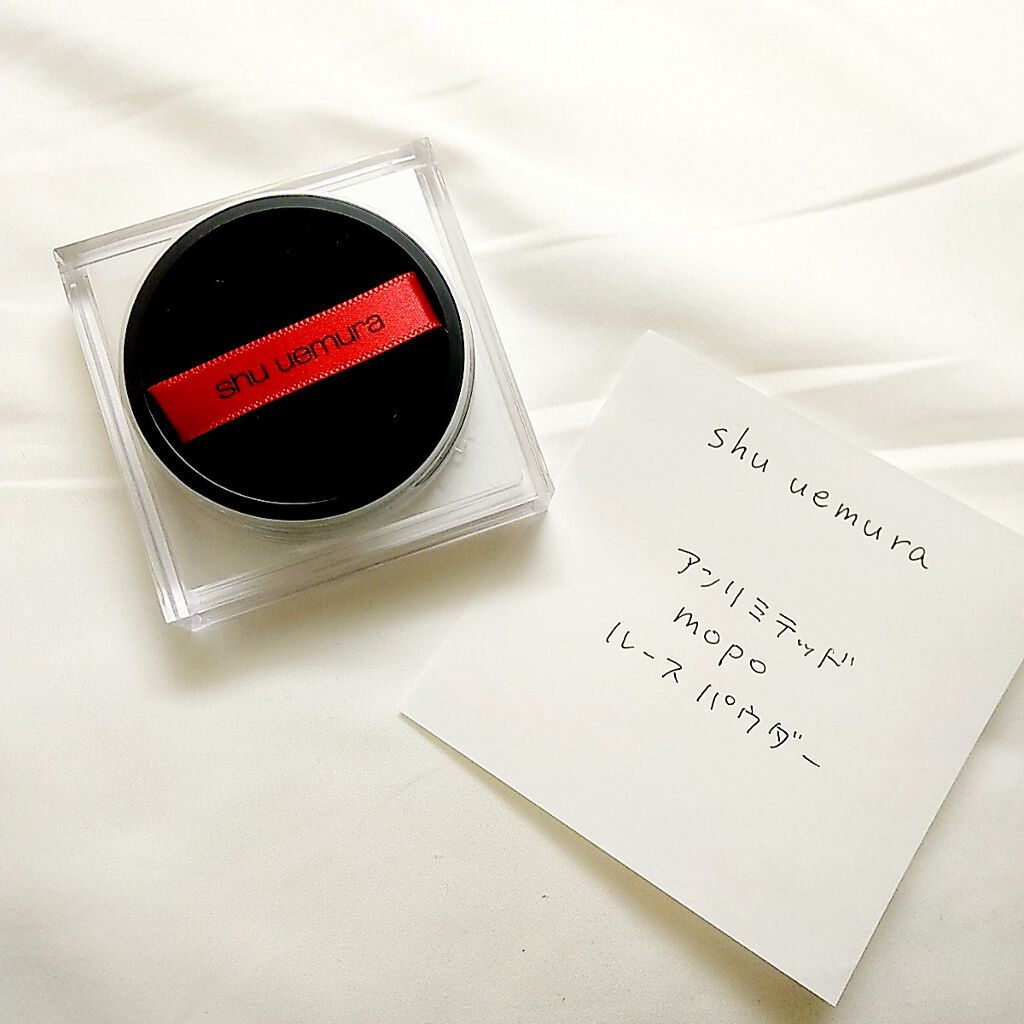 shu uemura
shu uemura
アンリミテッド
mopo
ルース パウダー